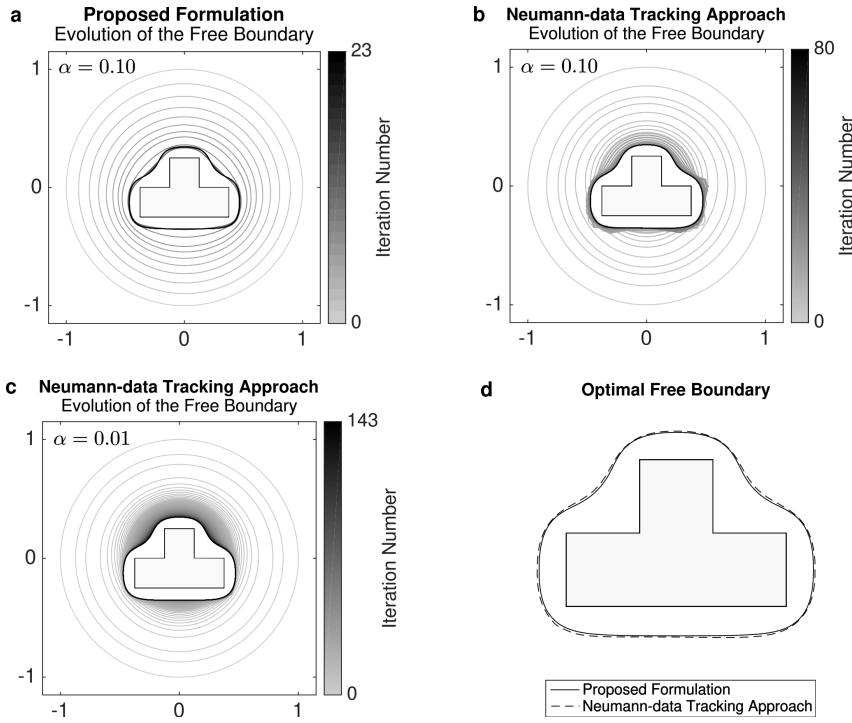 a
Proposed Formulation
Evolution of the Free Boundary
α = 0.10
1
0
-1
-1 0 1
23
0
Iteration Number
b
Neumann-data Tracking Approach
Evolution of the Free Boundary
α = 0.10
1
0
-1
-1 0 1
80
0
Iteration Number
c
Neumann-data Tracking Approach
Evolution of the Free Boundary
α = 0.01
1
0
-1
-1 0 1
143
0
Iteration Number
d
Optimal Free Boundary
Proposed Formulation
Neumann-data Tracking Approach